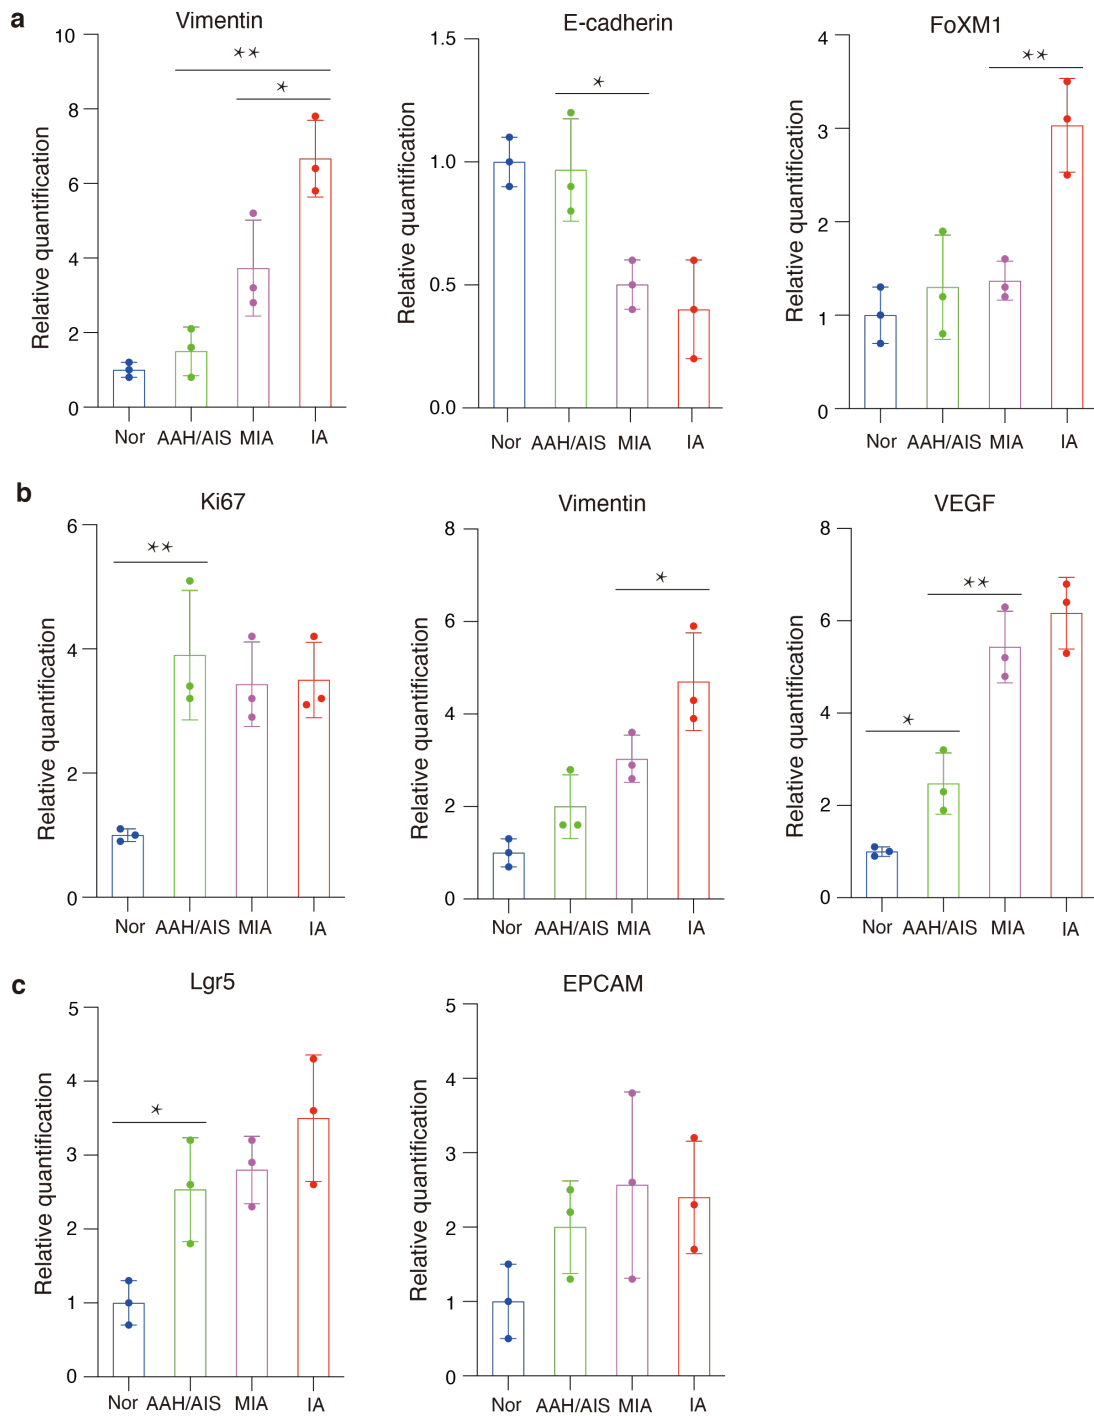 a
Vimentin
E-cadherin
FoXM1
Relative quantification
10
8
6
4
2
0
**
*
Nor AAH/AIS MIA IA
Relative quantification
1.5
1.0
0.5
0.0
*
Nor AAH/AIS MIA IA
Relative quantification
4
3
2
1
0
**
Nor AAH/AIS MIA IA
b
Ki67
Vimentin
VEGF
Relative quantification
6
4
2
0
**
Nor AAH/AIS MIA IA
Relative quantification
8
6
4
2
0
*
Nor AAH/AIS MIA IA
Relative quantification
8
6
4
2
0
*
**
Nor AAH/AIS MIA IA
c
Lgr5
EPCAM
Relative quantification
5
4
3
2
1
0
*
Nor AAH/AIS MIA IA
Relative quantification
5
4
3
2
1
0
Nor AAH/AIS MIA IA